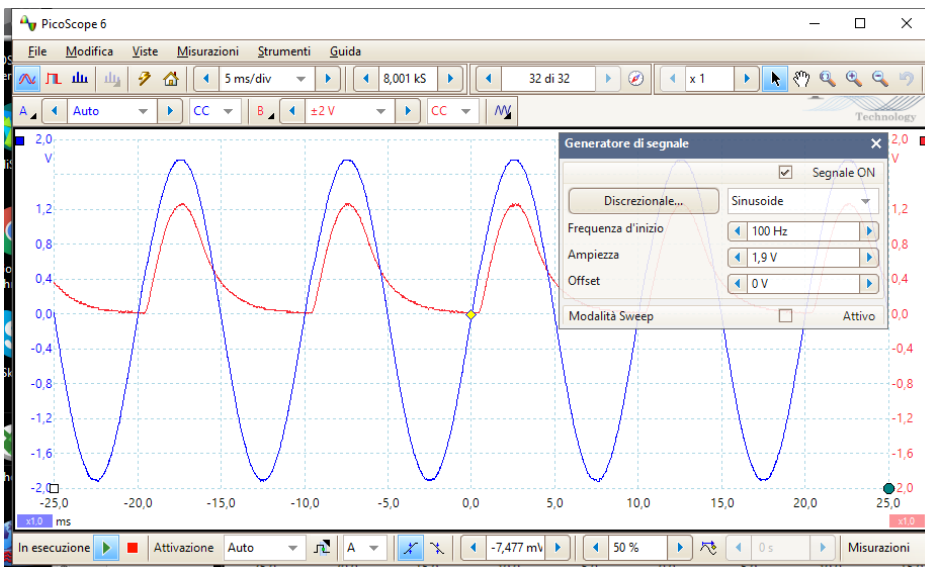 PicoScope 6
File Modifica Viste Misurazioni Strumenti Guida
5 ms/div 8,001 kS 32 di 32 x 1
A Auto CC B ±2 V CC
Technology
2,0 2,0
V V
1,2
0,8 0,8
0,4 0,4
0,0 0,0
-0,4 -0,4
-0,8 -0,8
-1,2 -1,2
-1,6 -1,6
-2,0 2,0
-25,0 -20,0 -15,0 -10,0 -5,0 0,0 5,0 10,0 15,0 20,0 25,0
x1.0 ms x1.0
Generatore di segnale
Segnale ON
Discrezionale... Sinusoide
Frequenza d'inizio 100 Hz
Ampiezza 1,9 V
Offset 0 V
Modalità Sweep Attivo
In esecuzione Attivazione Auto A -7,477 mV 50 % 0 s Misurazioni